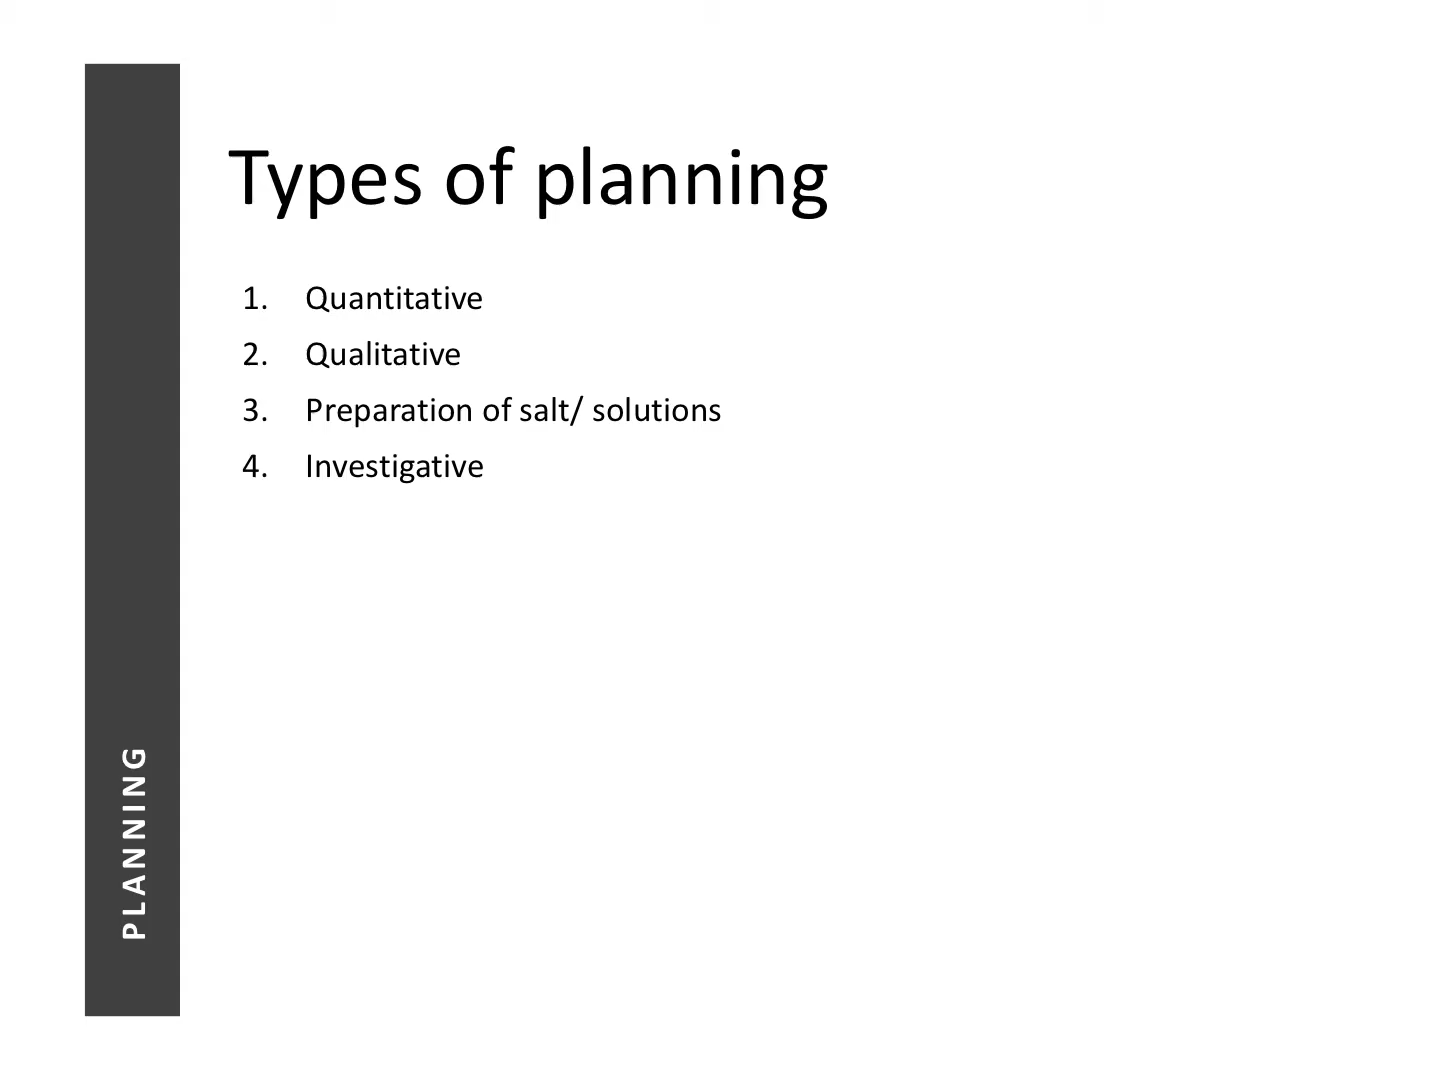 Types of planning
1. Quantitative
2. Qualitative
3. Preparation of salt/ solutions
4. Investigative
PLANNING